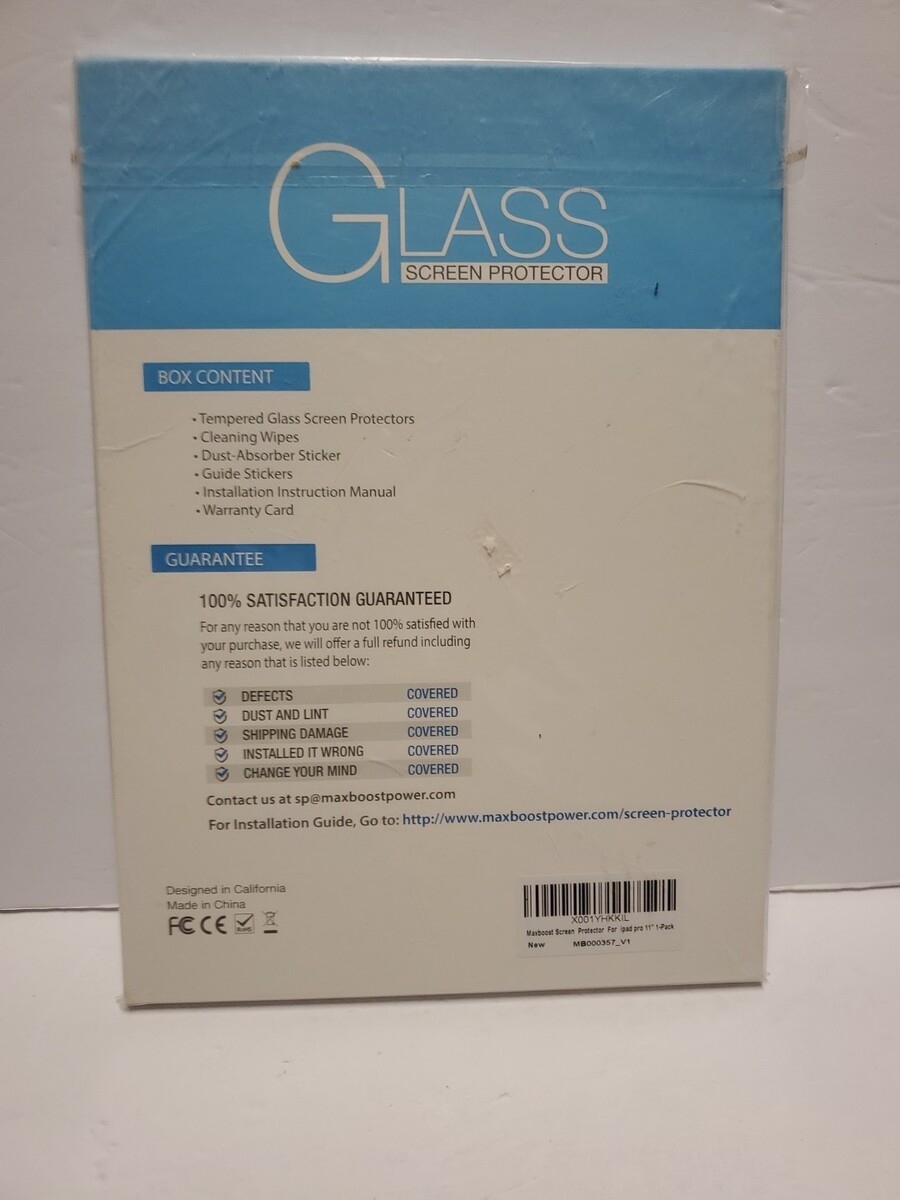 GLASS
SCREEN PROTECTOR
BOX CONTENT
• Tempered Glass Screen Protectors
• Cleaning Wipes
• Dust-Absorber Sticker
• Guide Stickers
• Installation Instruction Manual
• Warranty Card
GUARANTEE
100% SATISFACTION GUARANTEED
For any reason that you are not 100% satisfied with
your purchase, we will offer a full refund including
any reason that is listed below:
DEFECTS COVERED
DUST AND LINT COVERED
SHIPPING DAMAGE COVERED
INSTALLED IT WRONG COVERED
CHANGE YOUR MIND COVERED
Contact us at sp@maxboostpower.com
For Installation Guide, Go to: http://www.maxboostpower.com/screen-protector
Designed in California
Made in China
FC CE RoHS
X001YHKKIL
Maxboost Screen Protector For ipad pro 11" 1-Pack
New MB000357_V1